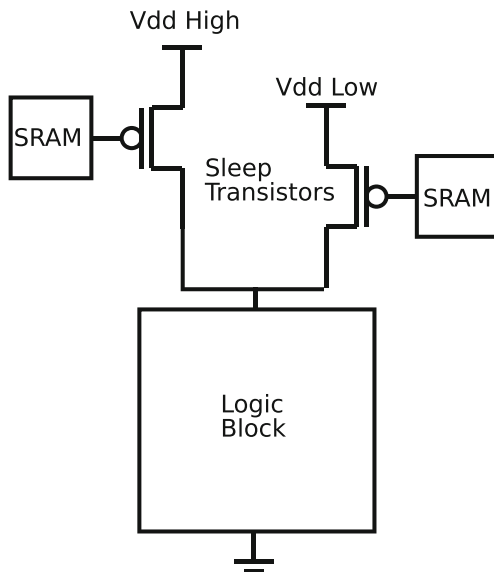 Vdd High
Vdd Low
SRAM
Sleep
Transistors
SRAM
Logic
Block